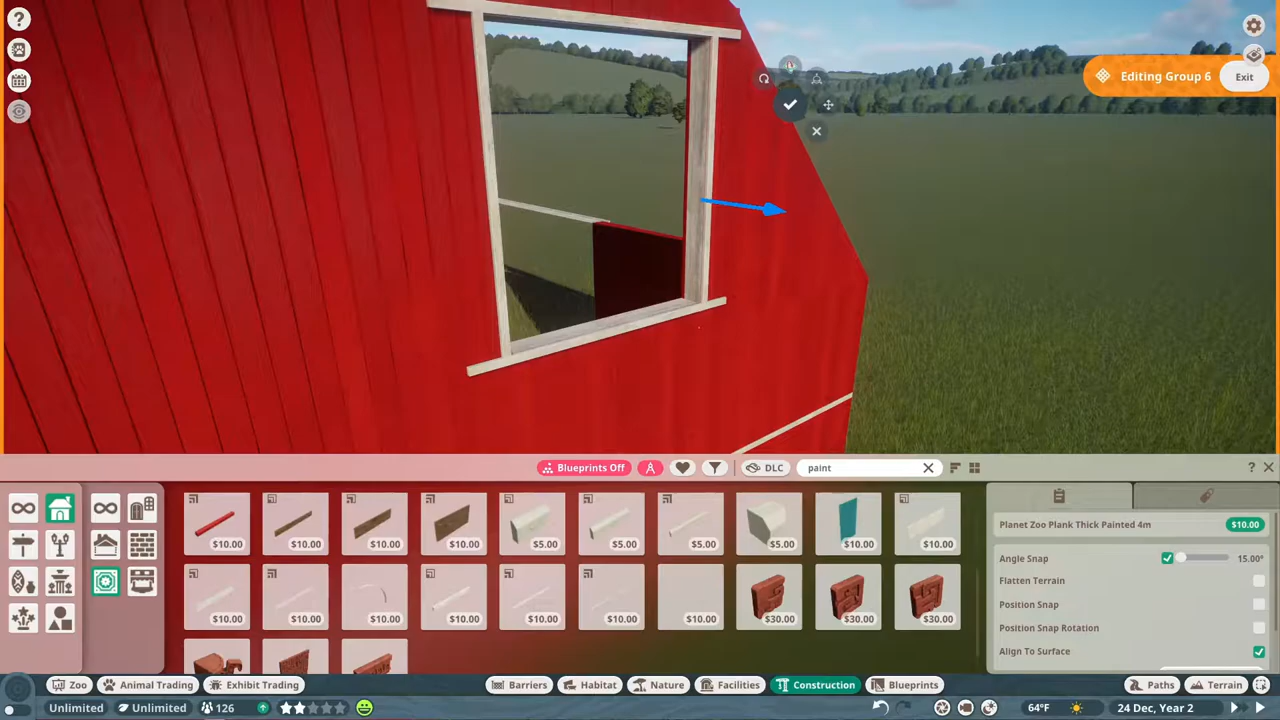 Editing Group 6
Exit
Blueprints Off
DLC
paint
$10.00
$10.00
$10.00
$10.00
$5.00
$5.00
$5.00
$5.00
$10.00
$10.00
$10.00
$10.00
$10.00
$10.00
$10.00
$10.00
$10.00
$30.00
$30.00
$30.00
Planet Zoo Plank Thick Painted 4m
$10.00
Angle Snap
15.00°
Flatten Terrain
Position Snap
Position Snap Rotation
Align To Surface
Zoo
Animal Trading
Exhibit Trading
Barriers
Habitat
Nature
Facilities
Construction
Blueprints
Paths
Terrain
Unlimited
Unlimited
126
64°F
24 Dec, Year 2